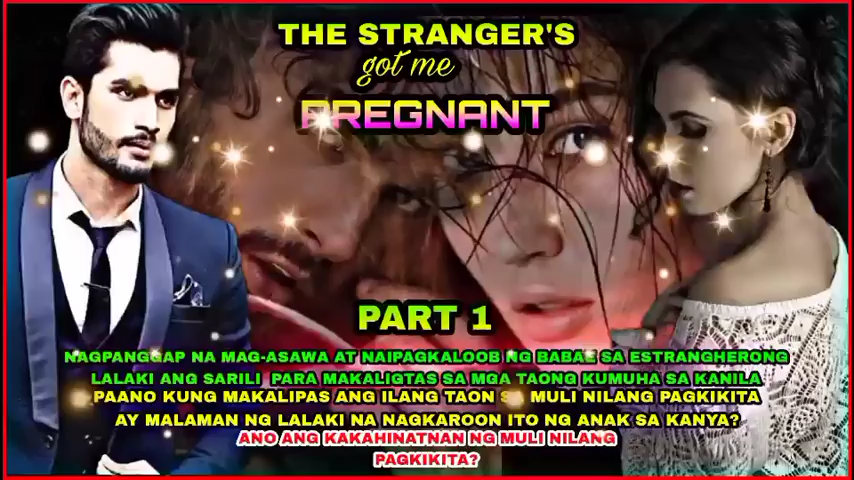 THE STRANGER'S
got me
PREGNANT
PART 1
NAGPANGGAP NA MAG-ASAWA AT NAIPAGKALOOB NG BABAE SA ESTRANGHERONG
LALAKI ANG SARILI PARA MAKALIGTAS SA MGA TAONG KUMUHA SA KANILA
PAANO KUNG MAKALIPAS ANG ILANG TAON SA MULI NILANG PAGKIKITA
AY MALAMAN NG LALAKI NA NAGKAROON ITO NG ANAK SA KANYA?
ANO ANG KAKAHINATNAN NG MULI NILANG
PAGKIKITA?